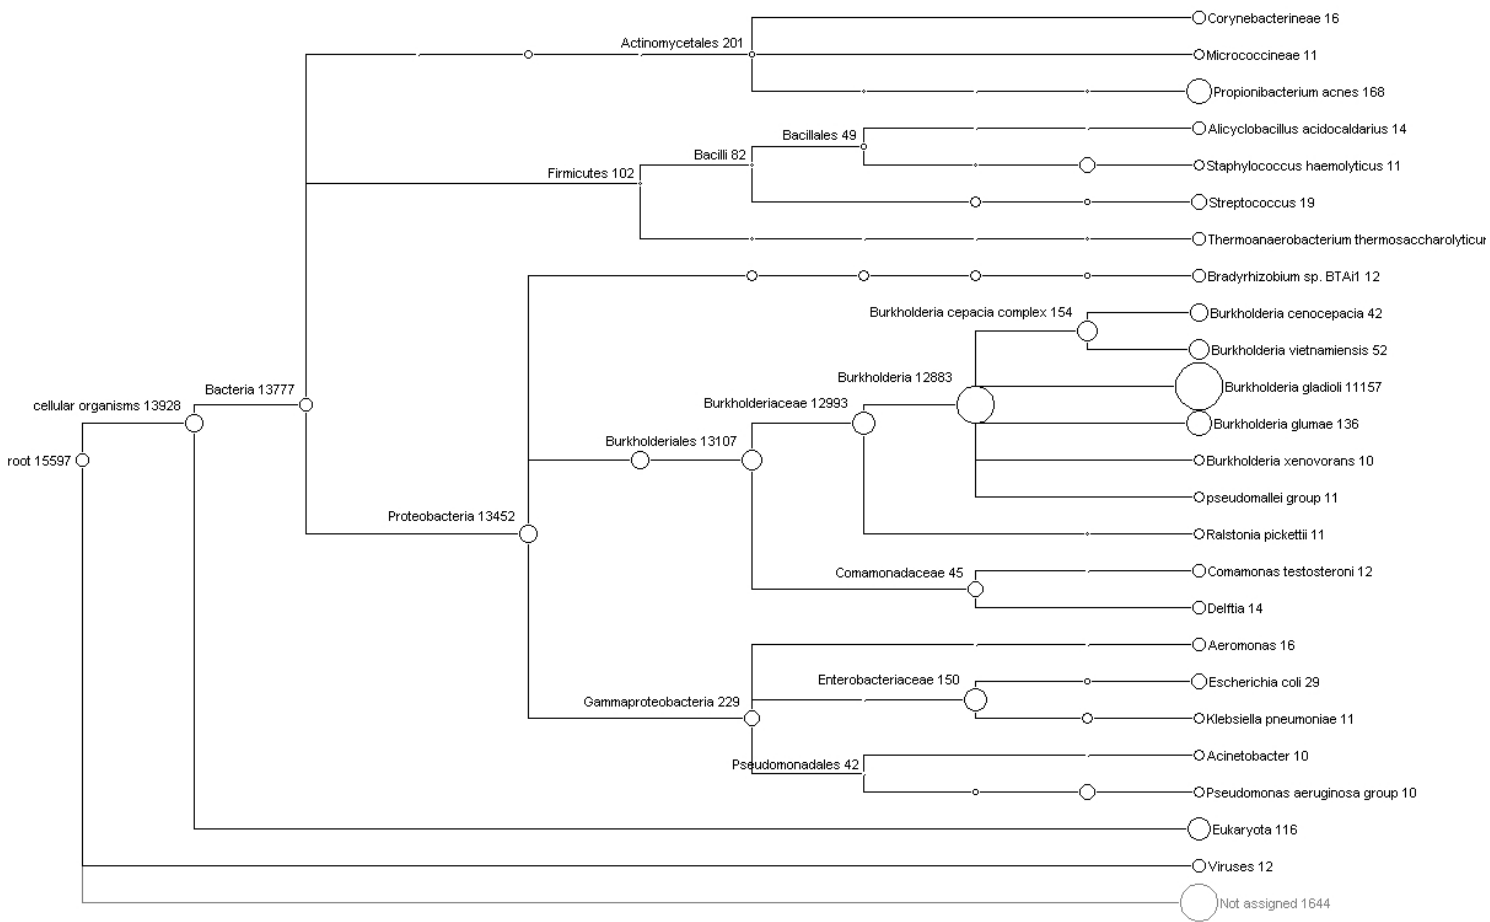 Corynebacterineae 16
Actinomycetales 201
Micrococcineae 11
Propionibacterium acnes 168
Alicyclobacillus acidocaldarius 14
Bacillales 49
Bacilli 82
Staphylococcus haemolyticus 11
Firmicutes 102
Streptococcus 19
Thermoanaerobacterium thermosaccharolyticu
Bradyrhizobium sp. BTAi1 12
Burkholderia cepacia complex 154
Burkholderia cenocepacia 42
Burkholderia vietnamiensis 52
Burkholderia 12883
Burkholderia gladioli 11157
Bacteria 13777
cellular organisms 13928
Burkholderiaceae 12993
Burkholderia glumae 136
Burkholderiales 13107
root 15597
Burkholderia xenovorans 10
pseudomallei group 11
Proteobacteria 13452
Ralstonia pickettii 11
Comamonadaceae 45
Comamonas testosteroni 12
Delftia 14
Aeromonas 16
Enterobacteriaceae 150
Escherichia coli 29
Gammaproteobacteria 229
Klebsiella pneumoniae 11
Acinetobacter 10
Pseudomonadales 42
Pseudomonas aeruginosa group 10
Eukaryota 116
Viruses 12
Not assigned 1644